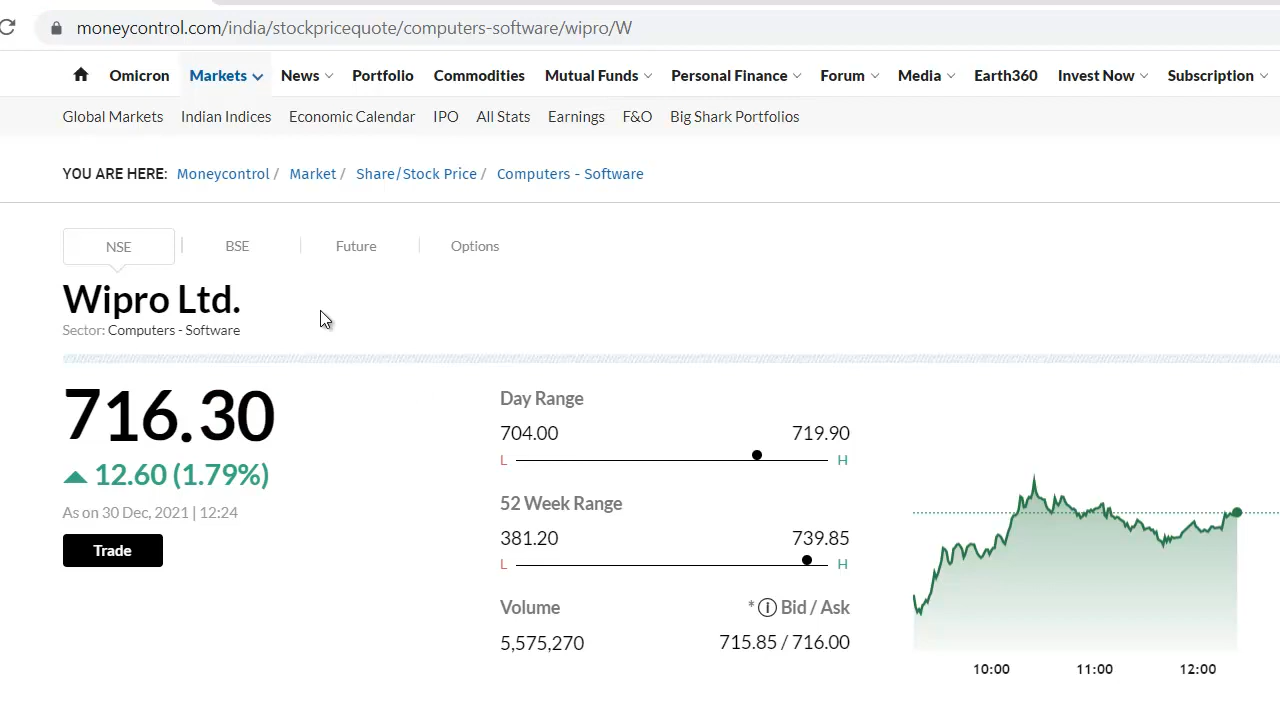 moneycontrol.com/india/stockpricequote/computers-software/wipro/W
Omicron Markets News Portfolio Commodities Mutual Funds Personal Finance Forum Media Earth360 Invest Now Subscription
Global Markets Indian Indices Economic Calendar IPO All Stats Earnings F&O Big Shark Portfolios
YOU ARE HERE: Moneycontrol / Market / Share/Stock Price / Computers - Software
NSE | BSE | Future | Options
Wipro Ltd.
Sector: Computers - Software
716.30
12.60 (1.79%)
As on 30 Dec, 2021 | 12:24
Trade
Day Range
704.00 719.90
L H
52 Week Range
381.20 739.85
L H
Volume * i Bid / Ask
5,575,270 715.85 / 716.00
10:00 11:00 12:00